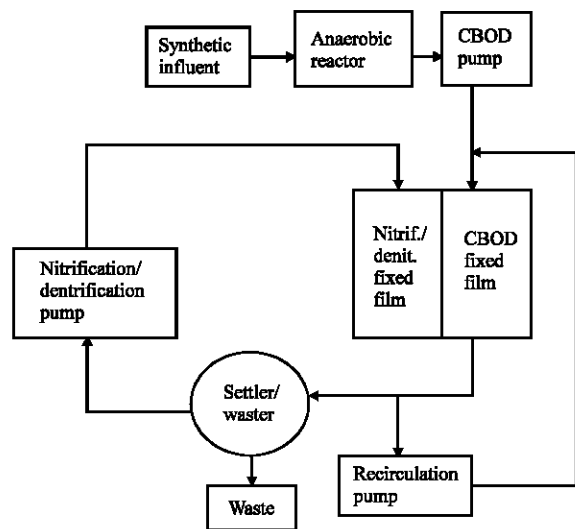 Synthetic
influent
Anaerobic
reactor
CBOD
pump
Nitrification/
dentrification
pump
Nitrif./
denit.
fixed
film
CBOD
fixed
film
Settler/
waster
Waste
Recirculation
pump